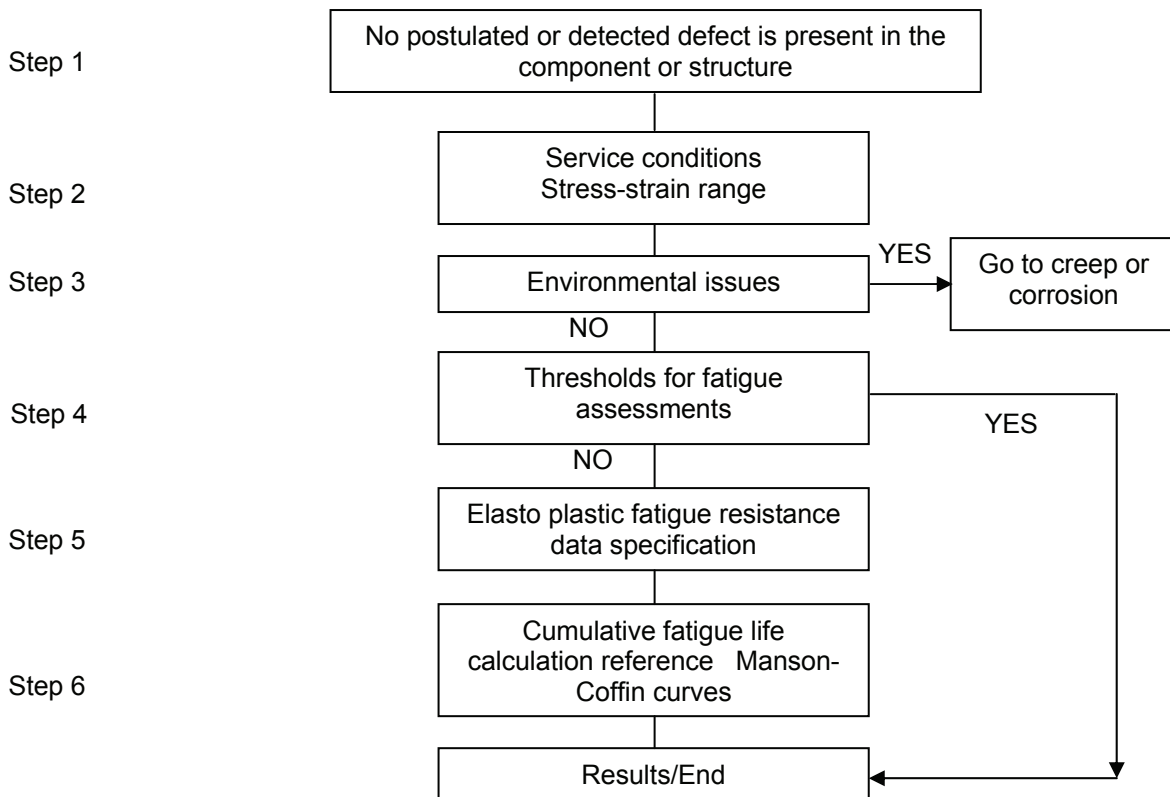 Step 1
No postulated or detected defect is present in the
component or structure
Step 2
Service conditions
Stress-strain range
Step 3
Environmental issues
YES
Go to creep or
corrosion
NO
Step 4
Thresholds for fatigue
assessments
YES
NO
Step 5
Elasto plastic fatigue resistance
data specification
Step 6
Cumulative fatigue life
calculation reference Manson-
Coffin curves
Results/End